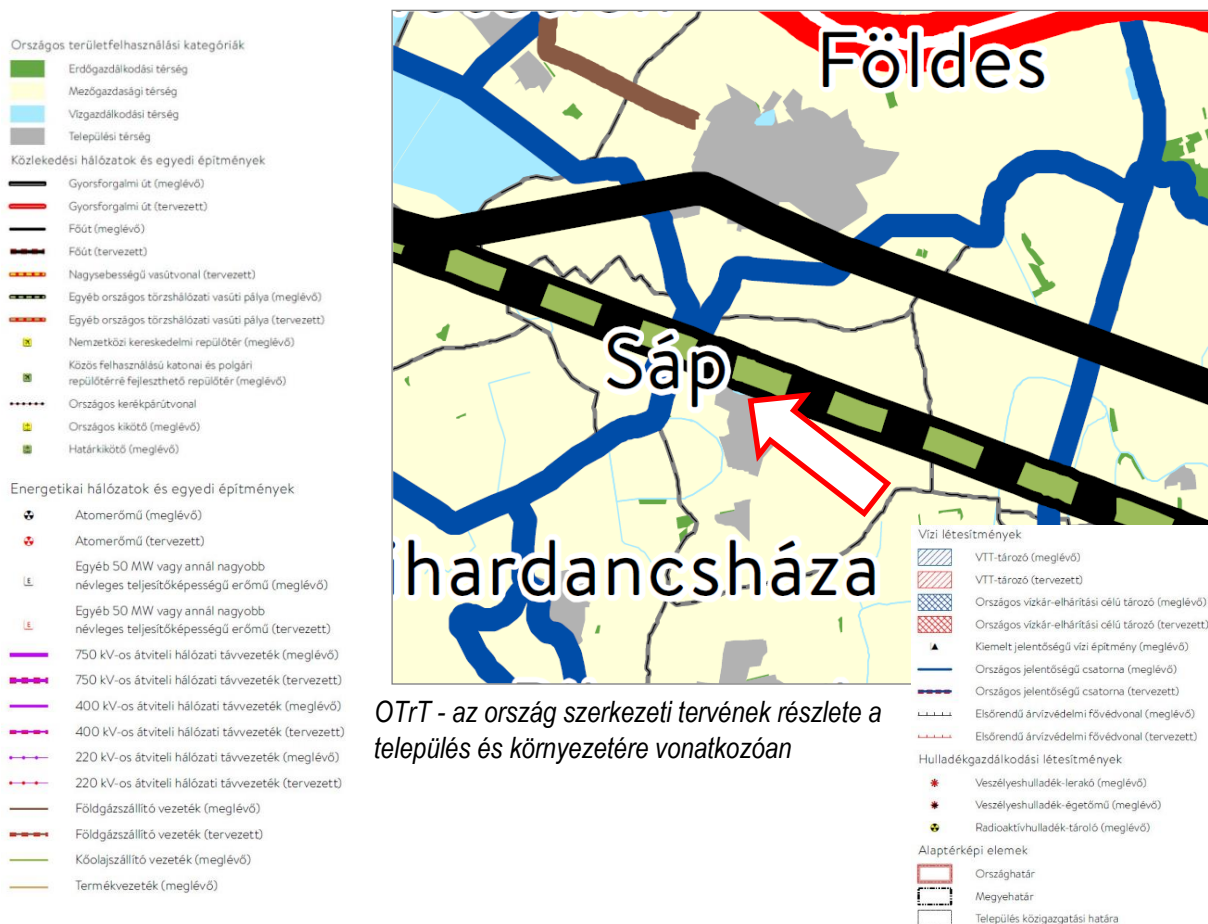 Országos területfelhasználási kategóriák
Erdőgazdálkodási térség
Mezőgazdasági térség
Vízgazdálkodási térség
Települési térség
Közlekedési hálózatok és egyedi építmények
Gyorsforgalmi út (meglévő)
Gyorsforgalmi út (tervezett)
Főút (meglévő)
Főút (tervezett)
Nagysebességű vasútvonal (tervezett)
Egyéb országos törzshálózati vasúti pálya (meglévő)
Egyéb országos törzshálózati vasúti pálya (tervezett)
Nemzetközi kereskedelmi repülőtér (meglévő)
Közös felhasználású katonai és polgári
repülőtérré fejleszthető repülőtér (meglévő)
Országos kerékpárútvonal
Országos kikötő (meglévő)
Határkikötő (meglévő)
Energetikai hálózatok és egyedi építmények
Atomerőmű (meglévő)
Atomerőmű (tervezett)
Egyéb 50 MW vagy annál nagyobb
névleges teljesítőképességű erőmű (meglévő)
Egyéb 50 MW vagy annál nagyobb
névleges teljesítőképességű erőmű (tervezett)
750 kV-os átviteli hálózati távvezeték (meglévő)
750 kV-os átviteli hálózati távvezeték (tervezett)
400 kV-os átviteli hálózati távvezeték (meglévő)
400 kV-os átviteli hálózati távvezeték (tervezett)
220 kV-os átviteli hálózati távvezeték (meglévő)
220 kV-os átviteli hálózati távvezeték (tervezett)
Földgázszállító vezeték (meglévő)
Földgázszállító vezeték (tervezett)
Kőolajszállító vezeték (meglévő)
Termékvezeték (meglévő)
Földes
Sáp
ihardancsháza
OTrT - az ország szerkezeti tervének részlete a
település és környezetére vonatkozóan
Vízi létesítmények
VTT-tározó (meglévő)
VTT-tározó (tervezett)
Országos vízkár-elhárítási célú tározó (meglévő)
Országos vízkár-elhárítási célú tározó (tervezett)
Kiemelt jelentőségű vízi építmény (meglévő)
Országos jelentőségű csatorna (meglévő)
Országos jelentőségű csatorna (tervezett)
Elsőrendű árvízvédelmi fővédvonal (meglévő)
Elsőrendű árvízvédelmi fővédvonal (tervezett)
Hulladékgazdálkodási létesítmények
Veszélyeshulladék-lerakó (meglévő)
Veszélyeshulladék-égetőmű (meglévő)
Radioaktívhulladék-tároló (meglévő)
Alaptérképi elemek
Országhatár
Megyehatár
Település közigazgatási határa